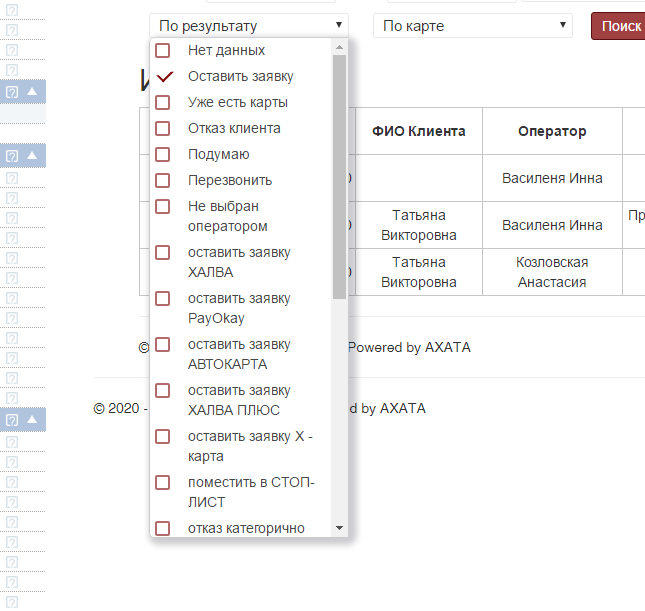 По результату
По карте
Поиск
Нет данных
Оставить заявку
Уже есть карты
Отказ клиента
Подумаю
Перезвонить
Не выбран
оператором
оставить заявку
ХАЛВА
оставить заявку
PayOkay
оставить заявку
АВТОКАРТА
оставить заявку
ХАЛВА ПЛЮС
оставить заявку Х -
карта
поместить в СТОП-
ЛИСТ
отказ категорично
ФИО Клиента
Оператор
)
Василеня Инна
)
Татьяна
Викторовна
Василеня Инна
Пр
)
Татьяна
Викторовна
Козловская
Анастасия
©
Powered by AXATA
© 2020 -
d by AXATA